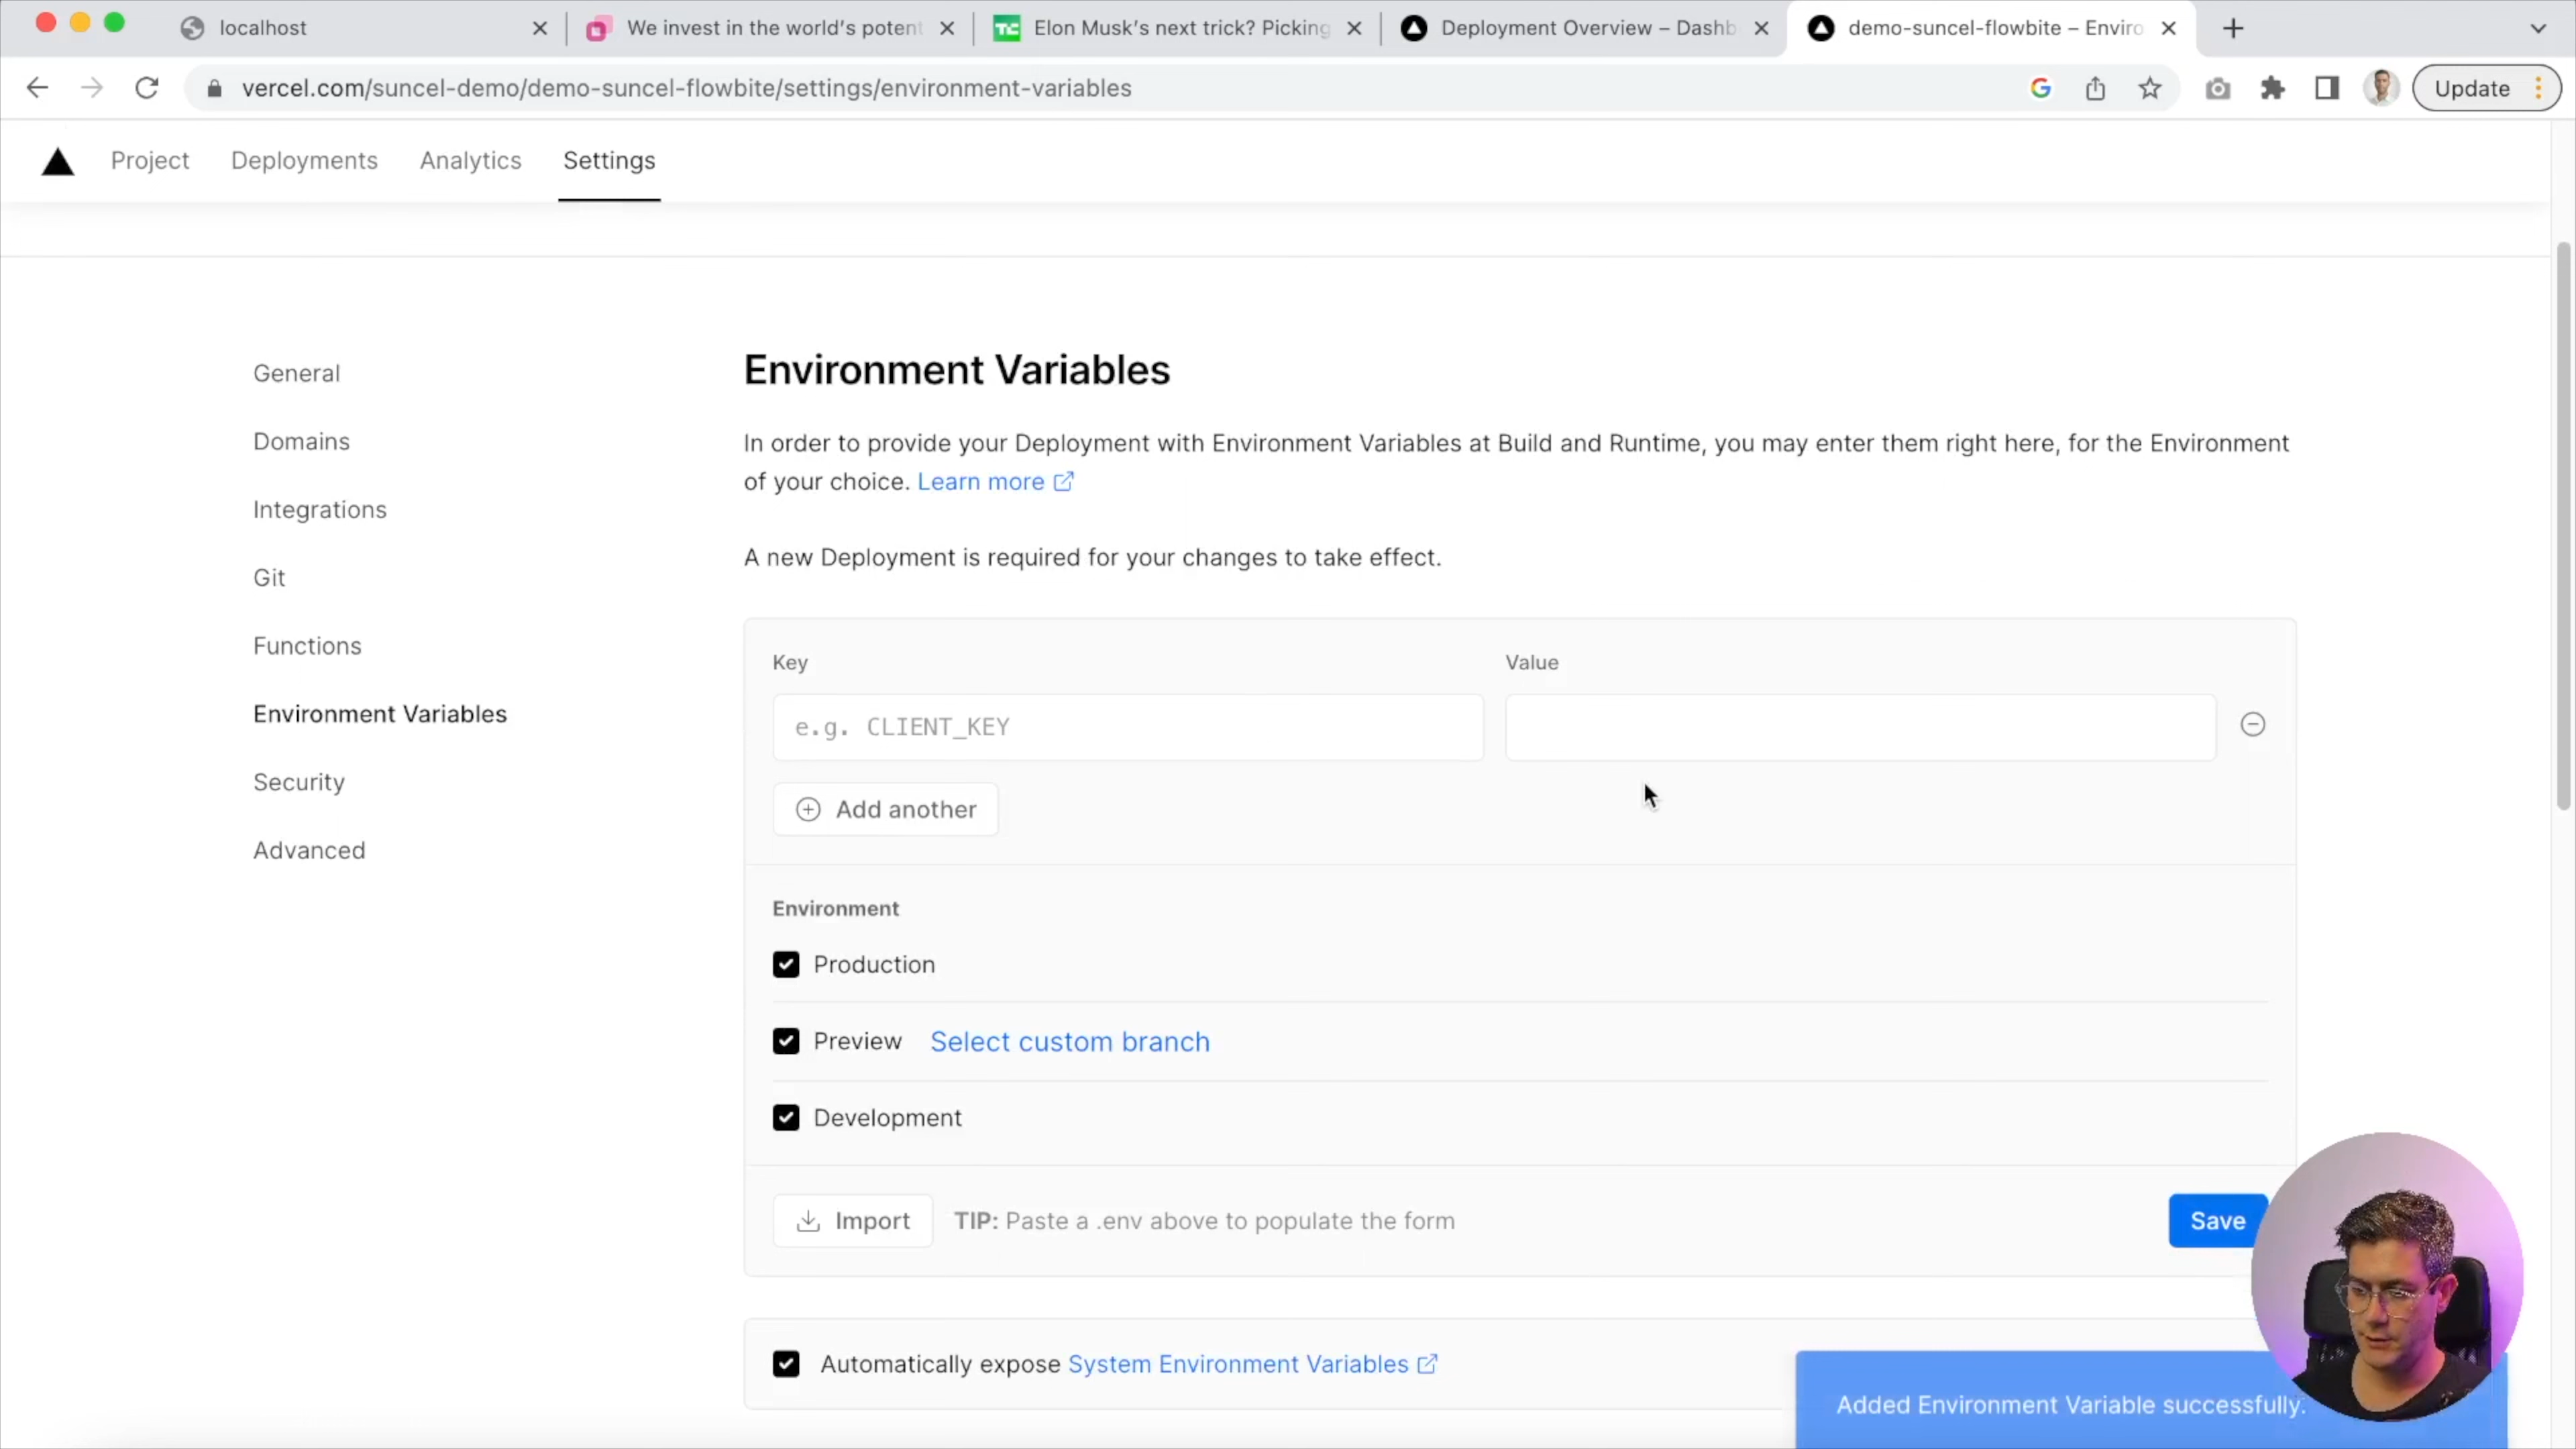 localhost
We invest in the world's potent
TC
Elon Musk's next trick? Picking
Deployment Overview – Dashb
demo-suncel-flowbite – Enviro
vercel.com/suncel-demo/demo-suncel-flowbite/settings/environment-variables
G
Update
Project
Deployments
Analytics
Settings
General
Domains
Integrations
Git
Functions
Environment Variables
Security
Advanced
Environment Variables
In order to provide your Deployment with Environment Variables at Build and Runtime, you may enter them right here, for the Environment
of your choice. Learn more
A new Deployment is required for your changes to take effect.
Key
Value
e.g. CLIENT_KEY
Add another
Environment
Production
Preview Select custom branch
Development
Import TIP: Paste a .env above to populate the form
Save
Automatically expose System Environment Variables
Added Environment Variable successfully.